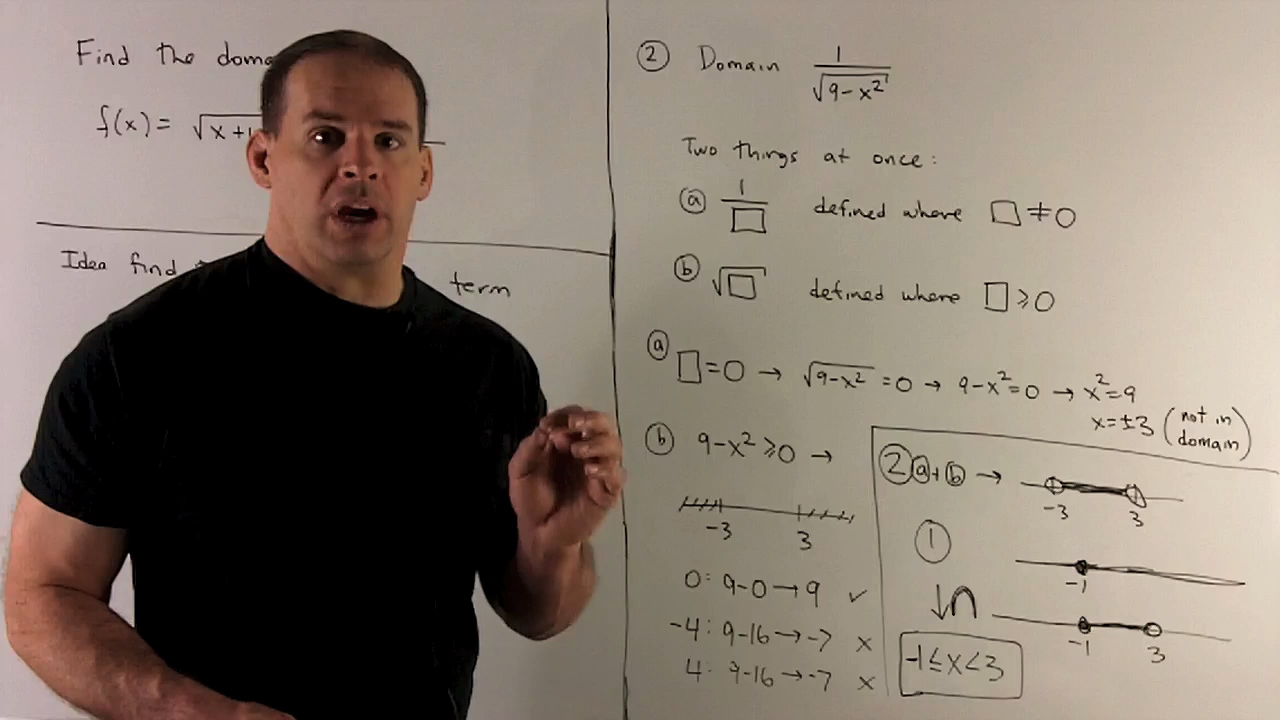 Find the doma
f(x) = √x+1
Idea find
term
② Domain 1/√9-x²
Two things at once:
ⓐ 1/□ defined where □ ≠ 0
ⓑ √□ defined where □ ≥ 0
ⓐ □ = 0 → √9-x² = 0 → 9-x² = 0 → x² = 9
x = ±3 (not in domain)
ⓑ 9-x² ≥ 0 →
-3 3
0: 9-0 → 9 ✓
-4: 9-16 → -7 x
4: 9-16 → -7 x
② ⓐ+ⓑ →
-3 3
①
-1
↓∩
-1 3
-1 ≤ x < 3